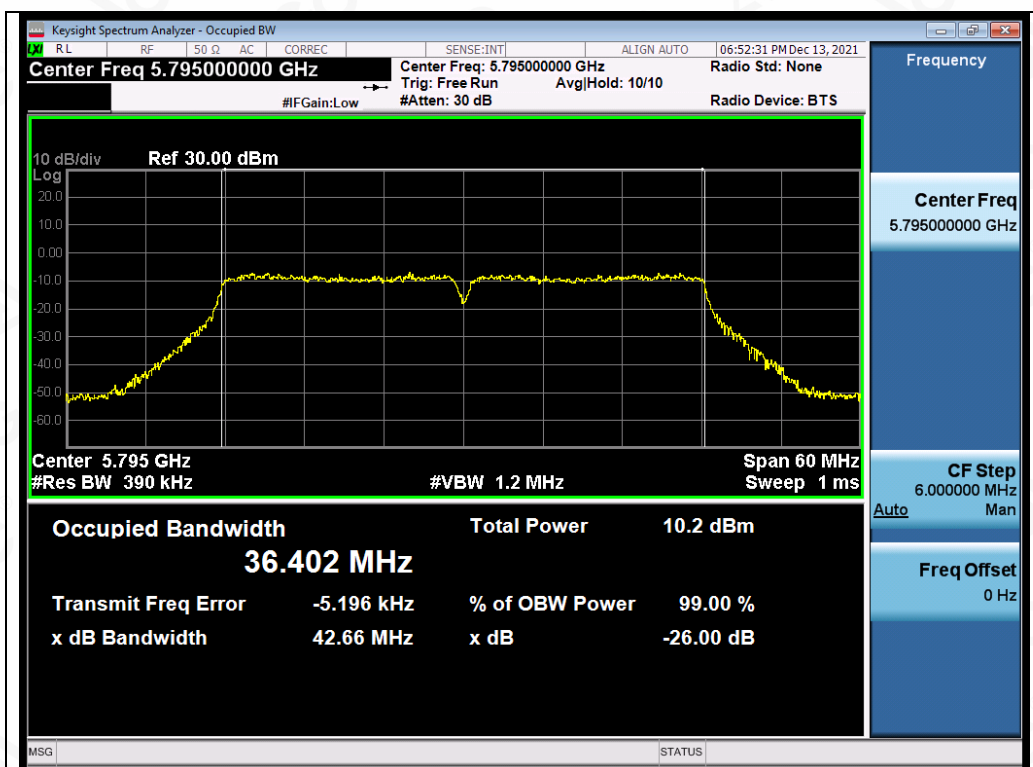 Keysight Spectrum Analyzer - Occupied BW
LXI RL RF 50 Ω AC CORREC SENSE:INT ALIGN AUTO 06:52:31 PM Dec 13, 2021
Center Freq 5.795000000 GHz
Center Freq: 5.795000000 GHz
Radio Std: None
Trig: Free Run Avg|Hold: 10/10
#IFGain:Low
#Atten: 30 dB
Radio Device: BTS
10 dB/div Ref 30.00 dBm
Log
20.0
10.0
0.00
-10.0
-20.0
-30.0
-40.0
-50.0
-60.0
Center 5.795 GHz
Span 60 MHz
#Res BW 390 kHz
#VBW 1.2 MHz
Sweep 1 ms
Occupied Bandwidth
Total Power 10.2 dBm
36.402 MHz
Transmit Freq Error -5.196 kHz
% of OBW Power 99.00 %
x dB Bandwidth 42.66 MHz
x dB -26.00 dB
Frequency
Center Freq
5.795000000 GHz
CF Step
6.000000 MHz
Auto Man
Freq Offset
0 Hz
MSG
STATUS